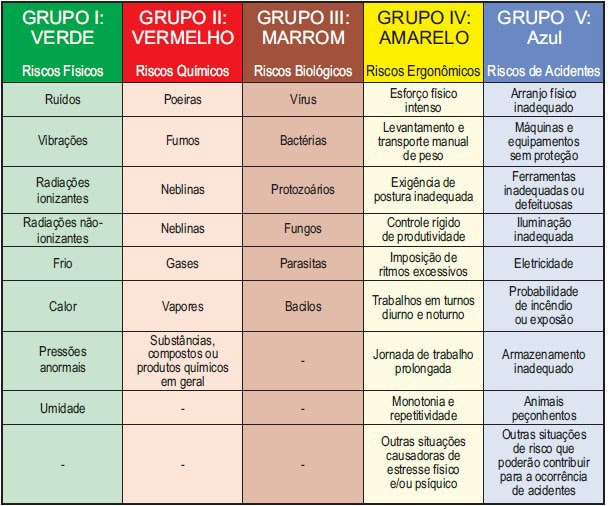 GRUPO I:
VERDE
Riscos Físicos
GRUPO II:
VERMELHO
Riscos Químicos
GRUPO III:
MARROM
Riscos Biológicos
GRUPO IV:
AMARELO
Riscos Ergonômicos
GRUPO V:
Azul
Riscos de Acidentes
Ruídos
Poeiras
Vírus
Esforço físico
intenso
Arranjo físico
inadequado
Vibrações
Fumos
Bactérias
Levantamento e
transporte manual
de peso
Máquinas e
equipamentos
sem proteção
Radiações
ionizantes
Neblinas
Protozoários
Exigência de
postura inadequada
Ferramentas
inadequadas ou
defeituosas
Radiações não-
ionizantes
Neblinas
Fungos
Controle rígido
de produtividade
Iluminação
inadequada
Frio
Gases
Parasitas
Imposição de
ritmos excessivos
Eletricidade
Calor
Vapores
Bacilos
Trabalhos em turnos
diurno e noturno
Probabilidade
de incêndio
ou exposão
Pressões
anormais
Substâncias,
compostos ou
produtos químicos
em geral
-
Jornada de trabalho
prolongada
Armazenamento
inadequado
Umidade
-
-
Monotonia e
repetitividade
Animais
peçonhentos
-
-
-
Outras situações
causadoras de
estresse físico
e/ou psíquico
Outras situações
de risco que
poderão contribuir
para a ocorrência
de acidentes